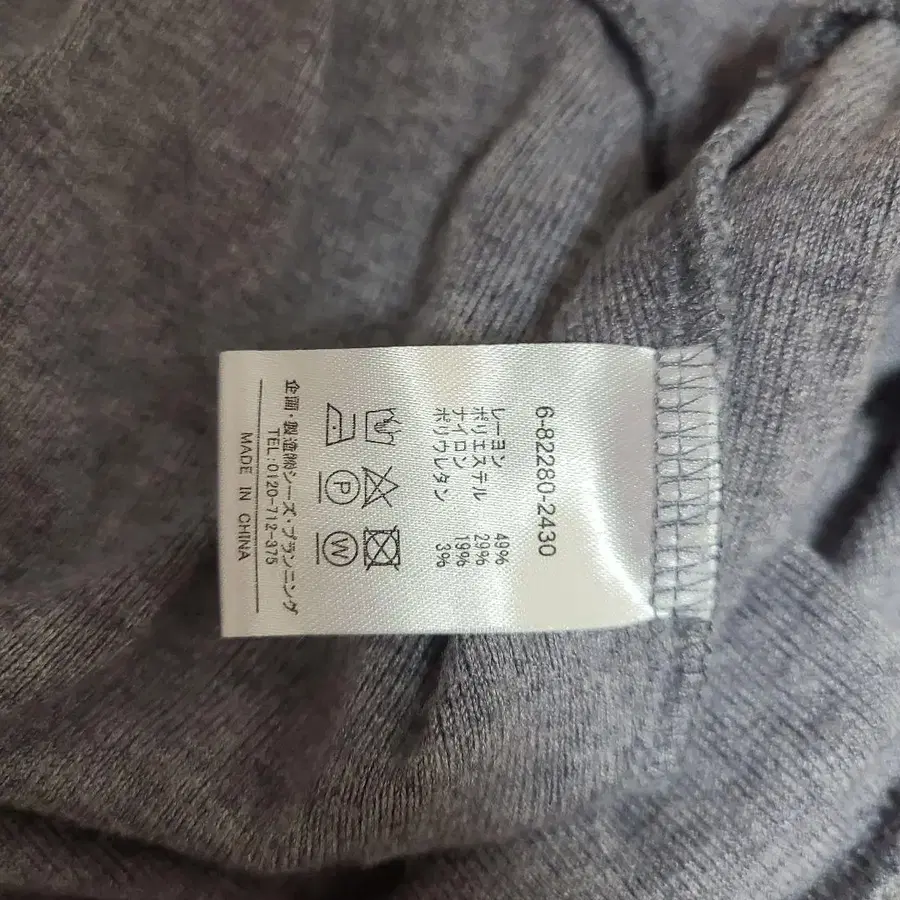 6-82280-2430
レーヨン 49%
ポリエステル 29%
ナイロン 19%
ポリウレタン 3%
P W
企画・製造㈱シーズ・プランニング
TEL:0120-712-375
MADE IN CHINA